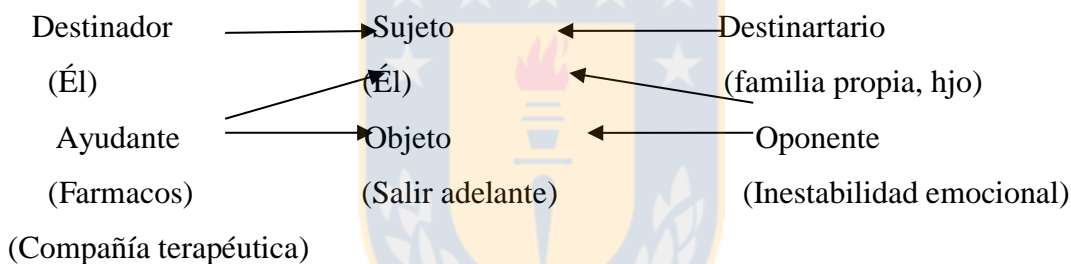 Destinador Sujeto Destinartario
(Él) (Él) (familia propia, hjo)
Ayudante Objeto Oponente
(Farmacos) (Salir adelante) (Inestabilidad emocional)
(Compañía terapéutica)